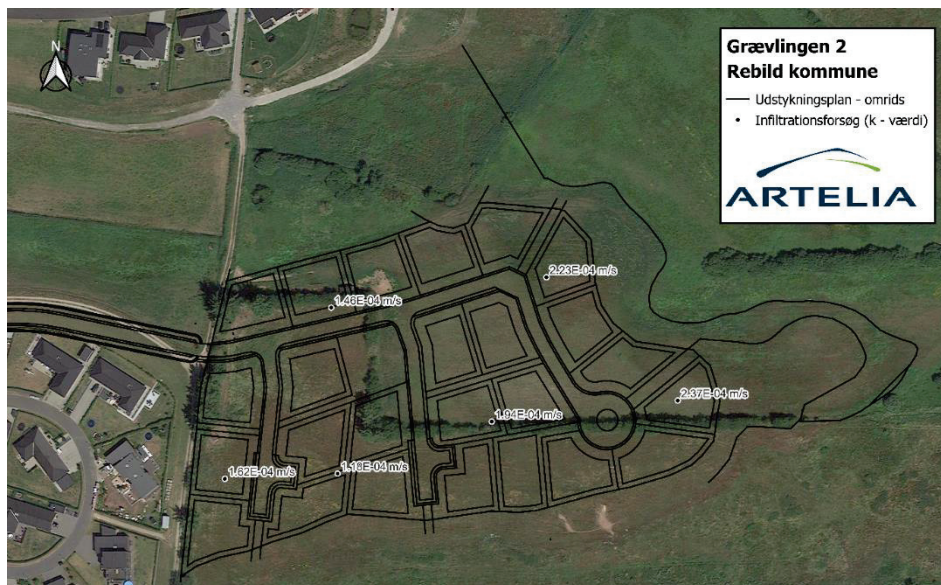 N
Grævlingen 2
Rebild kommune
Udstykningsplan - omrids
Infiltrationsforsøg (k - værdi)
ARTELIA
2.23E-04 m/s
1.46E-04 m/s
2.37E-04 m/s
1.94E-04 m/s
1.62E-04 m/s
1.18E-04 m/s